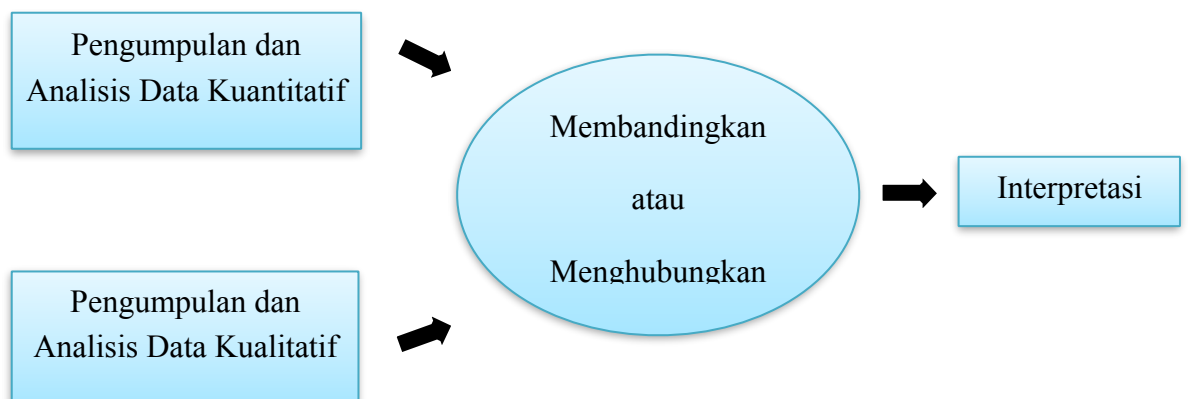 Pengumpulan dan
Analisis Data Kuantitatif
Membandingkan
atau
Menghubungkan
Interpretasi
Pengumpulan dan
Analisis Data Kualitatif